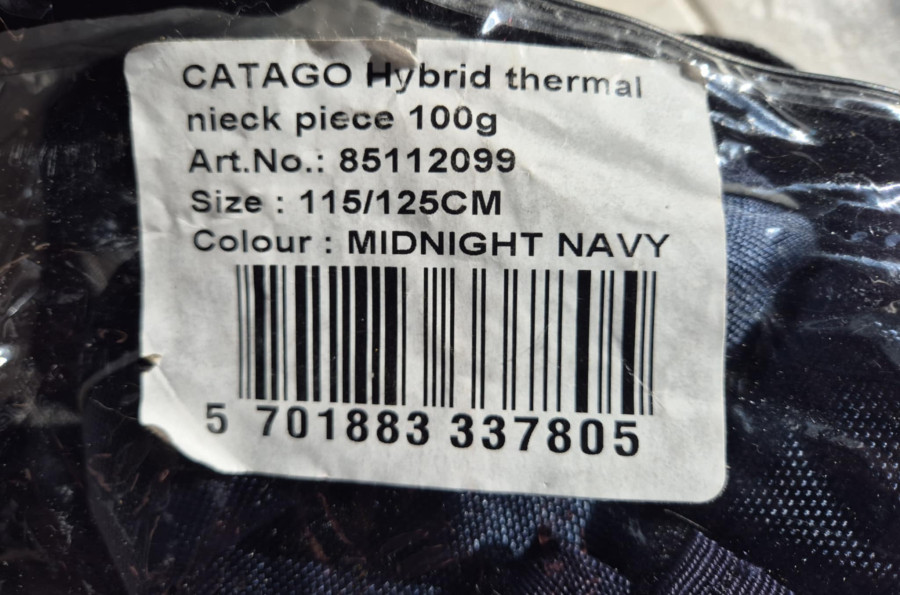 CATAGO Hybrid thermal
nieck piece 100g
Art.No.: 85112099
Size : 115/125CM
Colour : MIDNIGHT NAVY
5 701883 337805